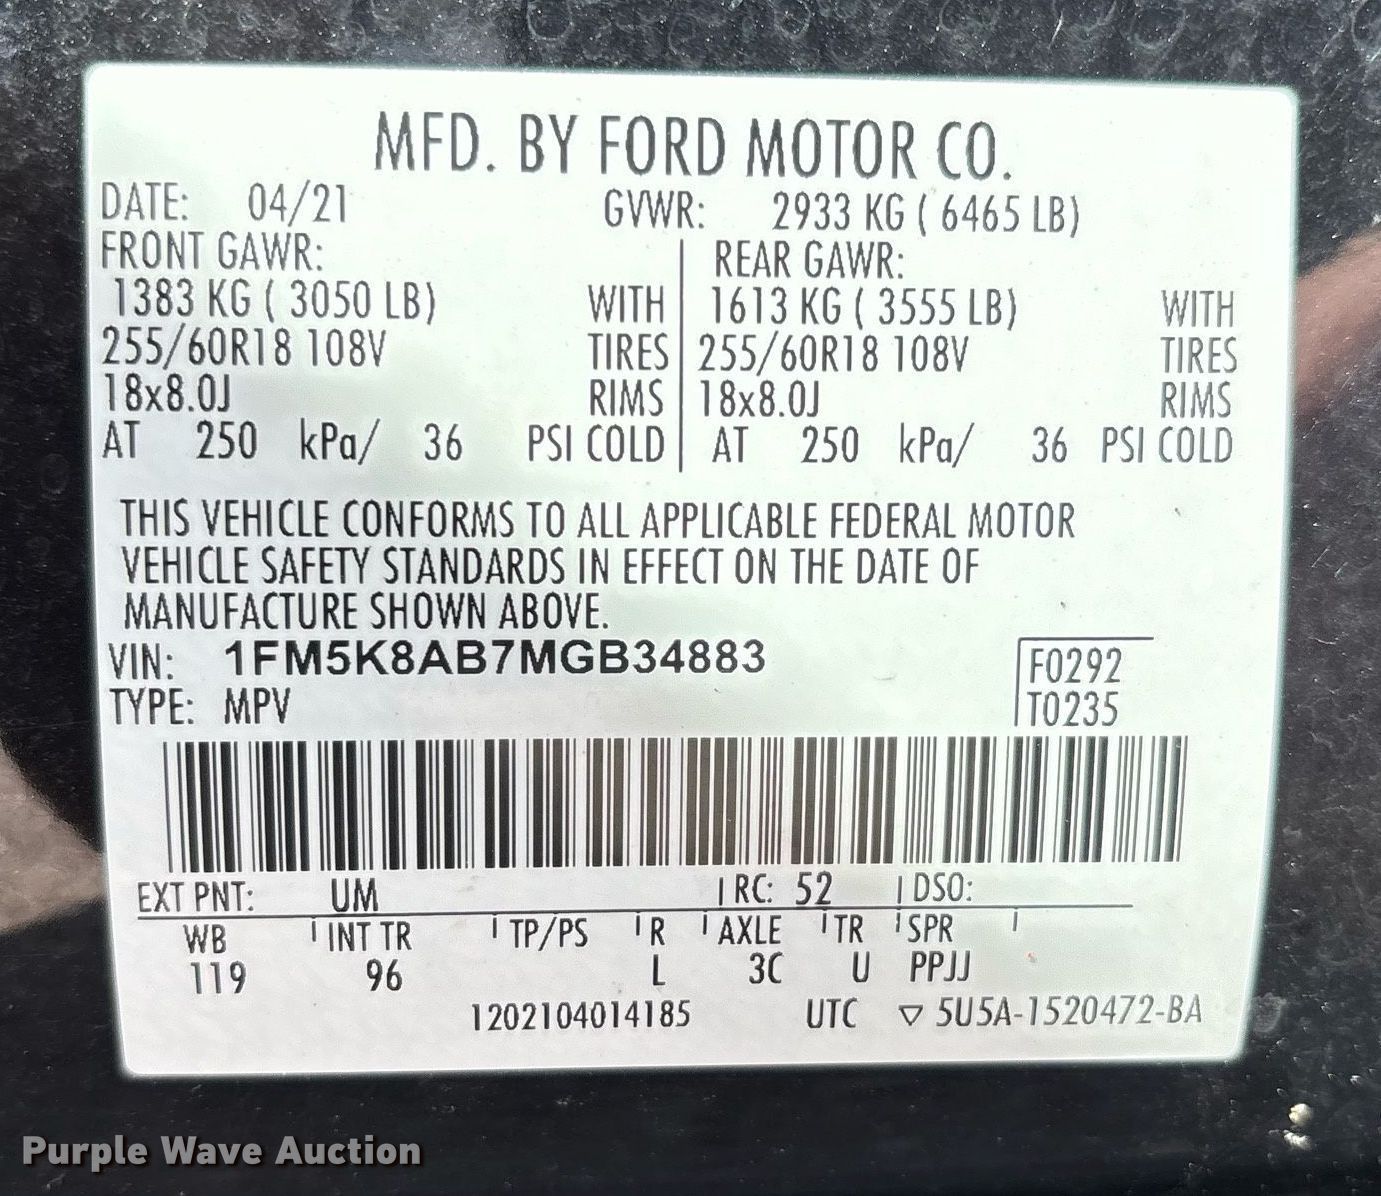 MFD. BY FORD MOTOR CO.
DATE: 04/21 GVWR: 2933 KG ( 6465 LB)
FRONT GAWR: REAR GAWR:
1383 KG ( 3050 LB) WITH 1613 KG ( 3555 LB) WITH
255/60R18 108V TIRES 255/60R18 108V TIRES
18x8.0J RIMS 18x8.0J RIMS
AT 250 kPa/ 36 PSI COLD AT 250 kPa/ 36 PSI COLD
THIS VEHICLE CONFORMS TO ALL APPLICABLE FEDERAL MOTOR
VEHICLE SAFETY STANDARDS IN EFFECT ON THE DATE OF
MANUFACTURE SHOWN ABOVE.
VIN: 1FM5K8AB7MGB34883 F0292
TYPE: MPV T0235
EXT PNT: UM RC: 52 DSO:
WB INT TR TP/PS R AXLE TR SPR
119 96 L 3C U PPJJ
1202104014185 UTC ▽ 5U5A-1520472-BA
Purple Wave Auction